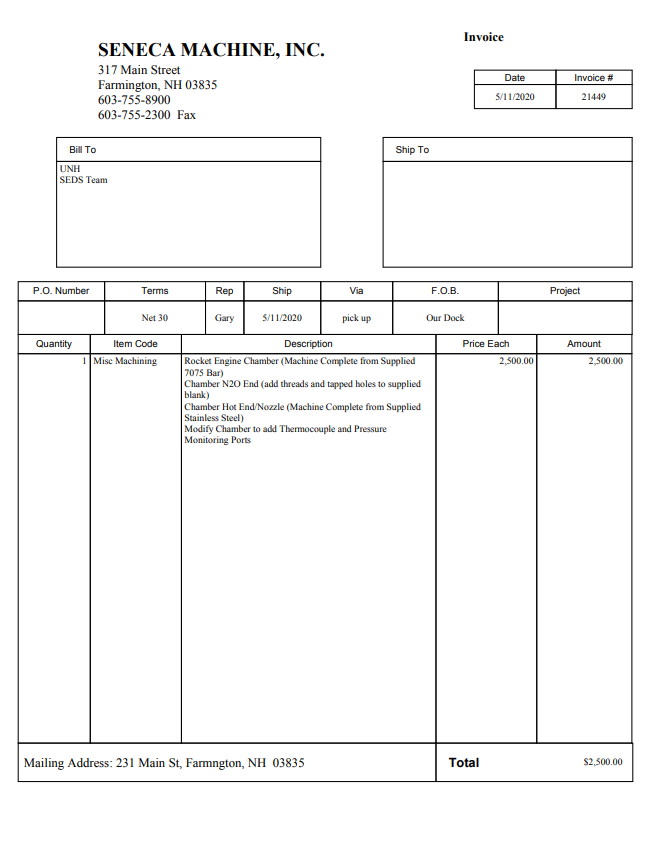 Invoice
SENECA MACHINE, INC.
317 Main Street
Farmington, NH 03835
603-755-8900
603-755-2300  Fax
Date Invoice #
5/11/2020 21449
Bill To
UNH
SEDS Team
Ship To
P.O. Number Terms Rep Ship Via F.O.B. Project
Net 30 Gary 5/11/2020 pick up Our Dock
Quantity Item Code Description Price Each Amount
1 Misc Machining Rocket Engine Chamber (Machine Complete from Supplied 2,500.00 2,500.00
7075 Bar)
Chamber N2O End (add threads and tapped holes to supplied
blank)
Chamber Hot End/Nozzle (Machine Complete from Supplied
Stainless Steel)
Modify Chamber to add Thermocouple and Pressure
Monitoring Ports
Mailing Address: 231 Main St, Farmngton, NH  03835
Total $2,500.00